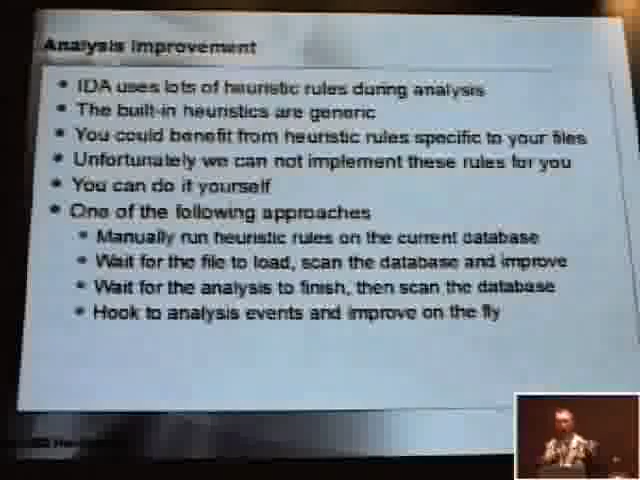 Analysis Improvement
• IDA uses lots of heuristic rules during analysis
• The built-in heuristics are generic
• You could benefit from heuristic rules specific to your files
• Unfortunately we can not implement these rules for you
• You can do it yourself
• One of the following approaches
• Manually run heuristic rules on the current database
• Wait for the file to load, scan the database and improve
• Wait for the analysis to finish, then scan the database
• Hook to analysis events and improve on the fly